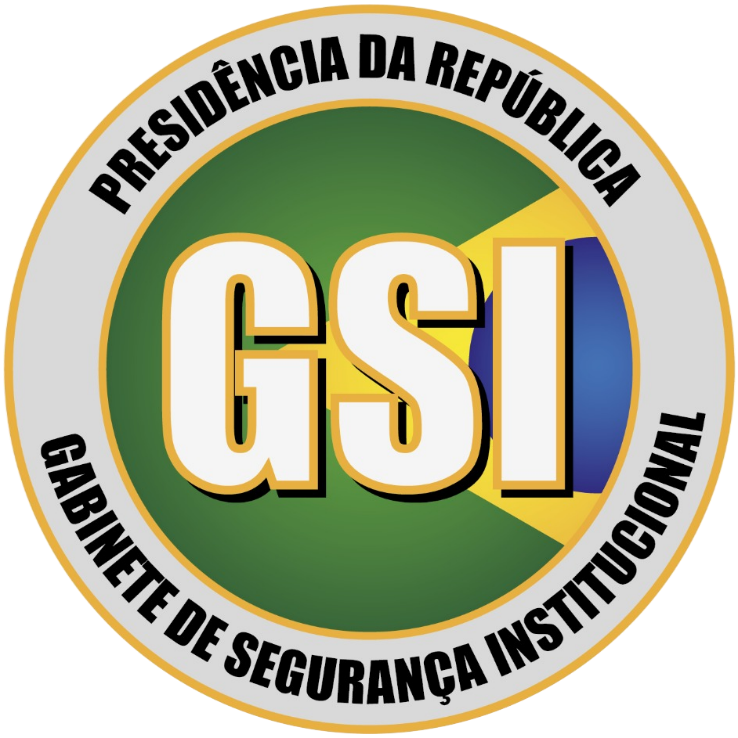 PRESIDÊNCIA DA REPÚBLICA
GSI
GABINETE DE SEGURANÇA INSTITUCIONAL